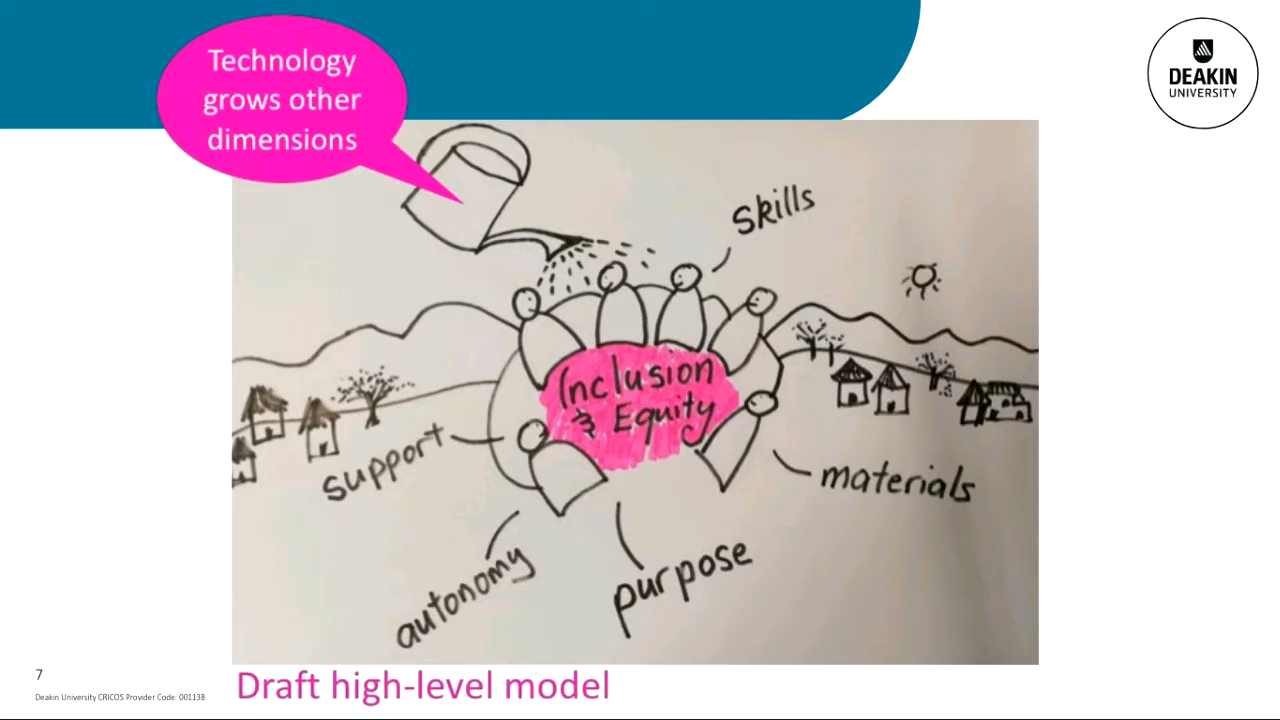 Technology
grows other
dimensions
DEAKIN
UNIVERSITY
skills
Inclusion
& Equity
support
materials
autonomy
purpose
7
Deakin University CRICOS Provider Code: 00113B
Draft high-level model